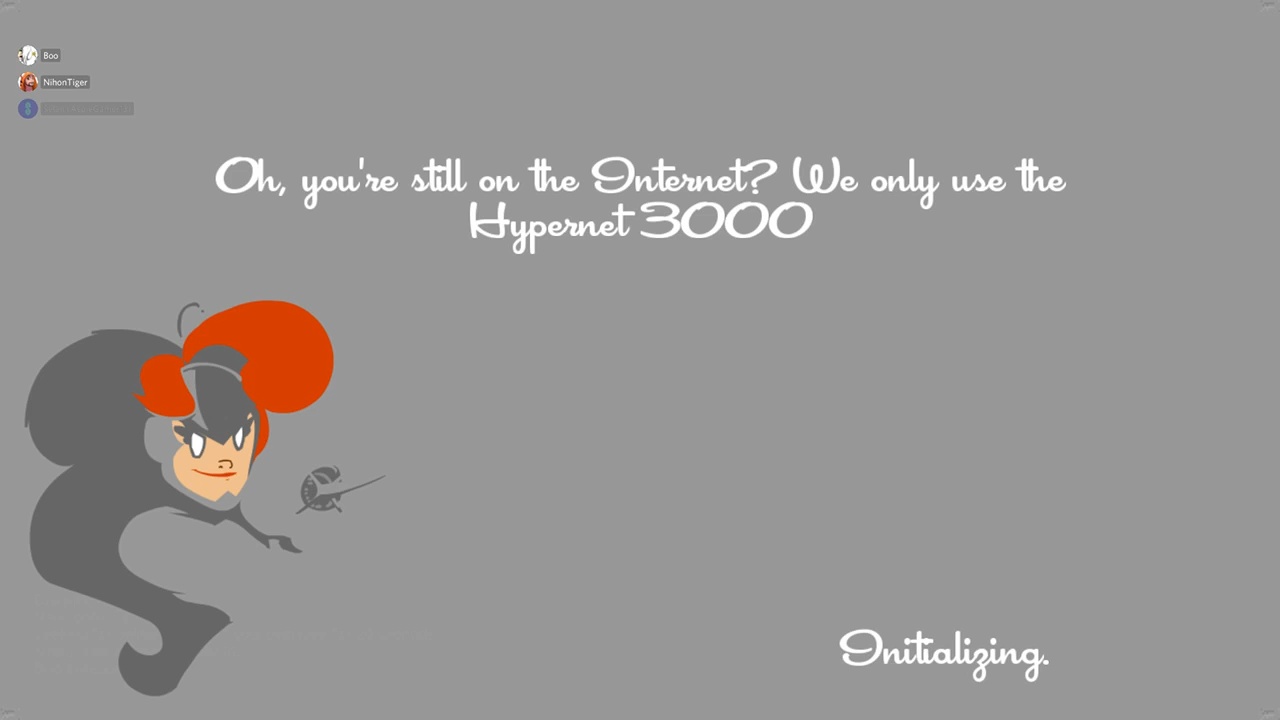 Boo
NihonTiger
Oh, you're still on the Internet? We only use the
Hypernet 3000
Initializing.